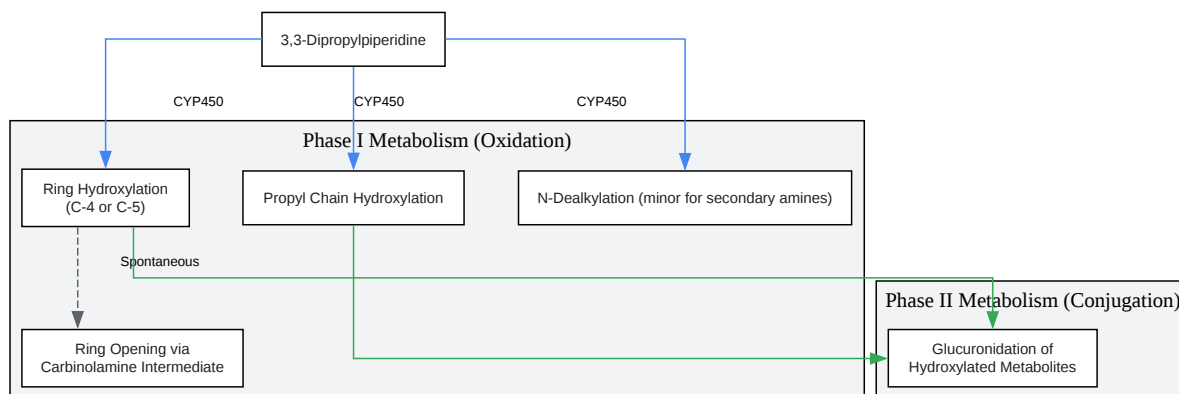 3,3-Dipropylpiperidine
CYP450
CYP450
CYP450
Phase I Metabolism (Oxidation)
Ring Hydroxylation
(C-4 or C-5)
Propyl Chain Hydroxylation
N-Dealkylation (minor for secondary amines)
Spontaneous
Phase II Metabolism (Conjugation)
Ring Opening via
Carbinolamine Intermediate
Glucuronidation of
Hydroxylated Metabolites